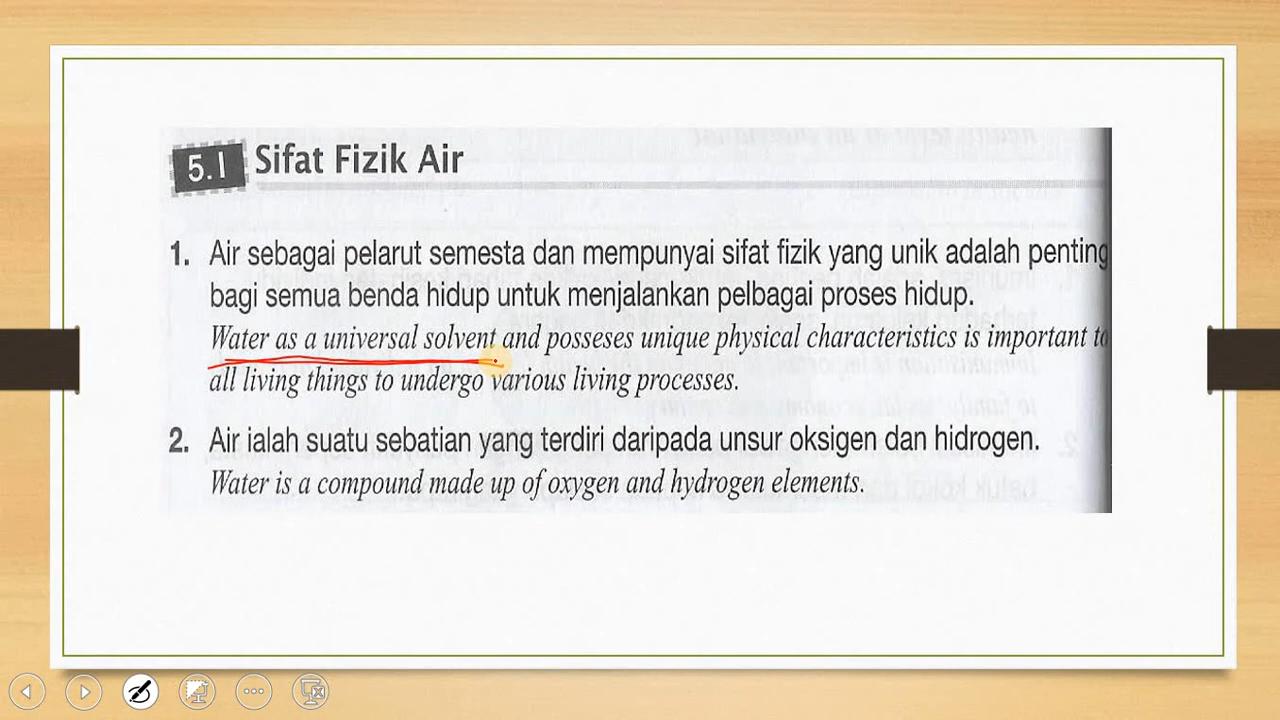 5.1 Sifat Fizik Air
1. Air sebagai pelarut semesta dan mempunyai sifat fizik yang unik adalah penting
bagi semua benda hidup untuk menjalankan pelbagai proses hidup.
Water as a universal solvent and posseses unique physical characteristics is important to
all living things to undergo various living processes.
2. Air ialah suatu sebatian yang terdiri daripada unsur oksigen dan hidrogen.
Water is a compound made up of oxygen and hydrogen elements.